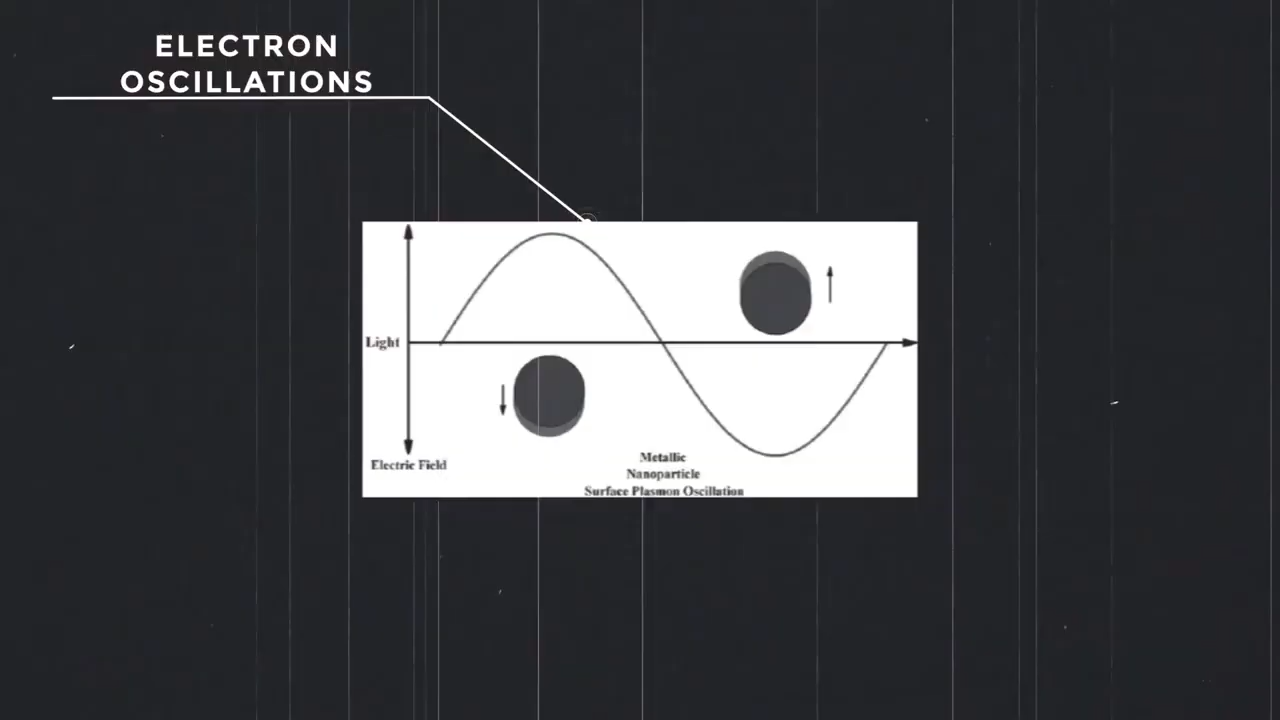 ELECTRON
OSCILLATIONS
Light
Electric Field
Metallic
Nanoparticle
Surface Plasmon Oscillation